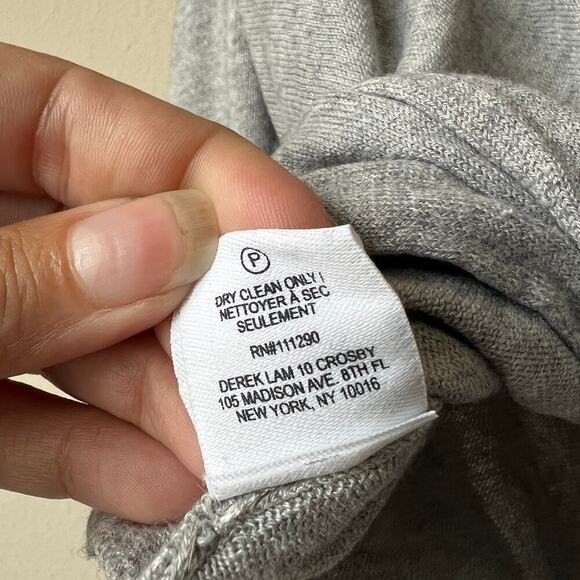 P
DRY CLEAN ONLY !
NETTOYER À SEC
SEULEMENT
RN#111290
DEREK LAM 10 CROSBY
105 MADISON AVE. 8TH FL
NEW YORK, NY 10016